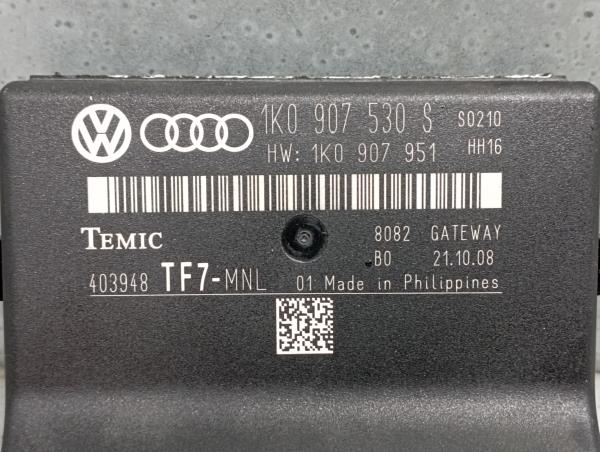 1K0 907 530 S S0210
HW: 1K0 907 951 HH16
TEMIC 8082 GATEWAY
B0 21.10.08
403948 TF7-MNL 01 Made in Philippines